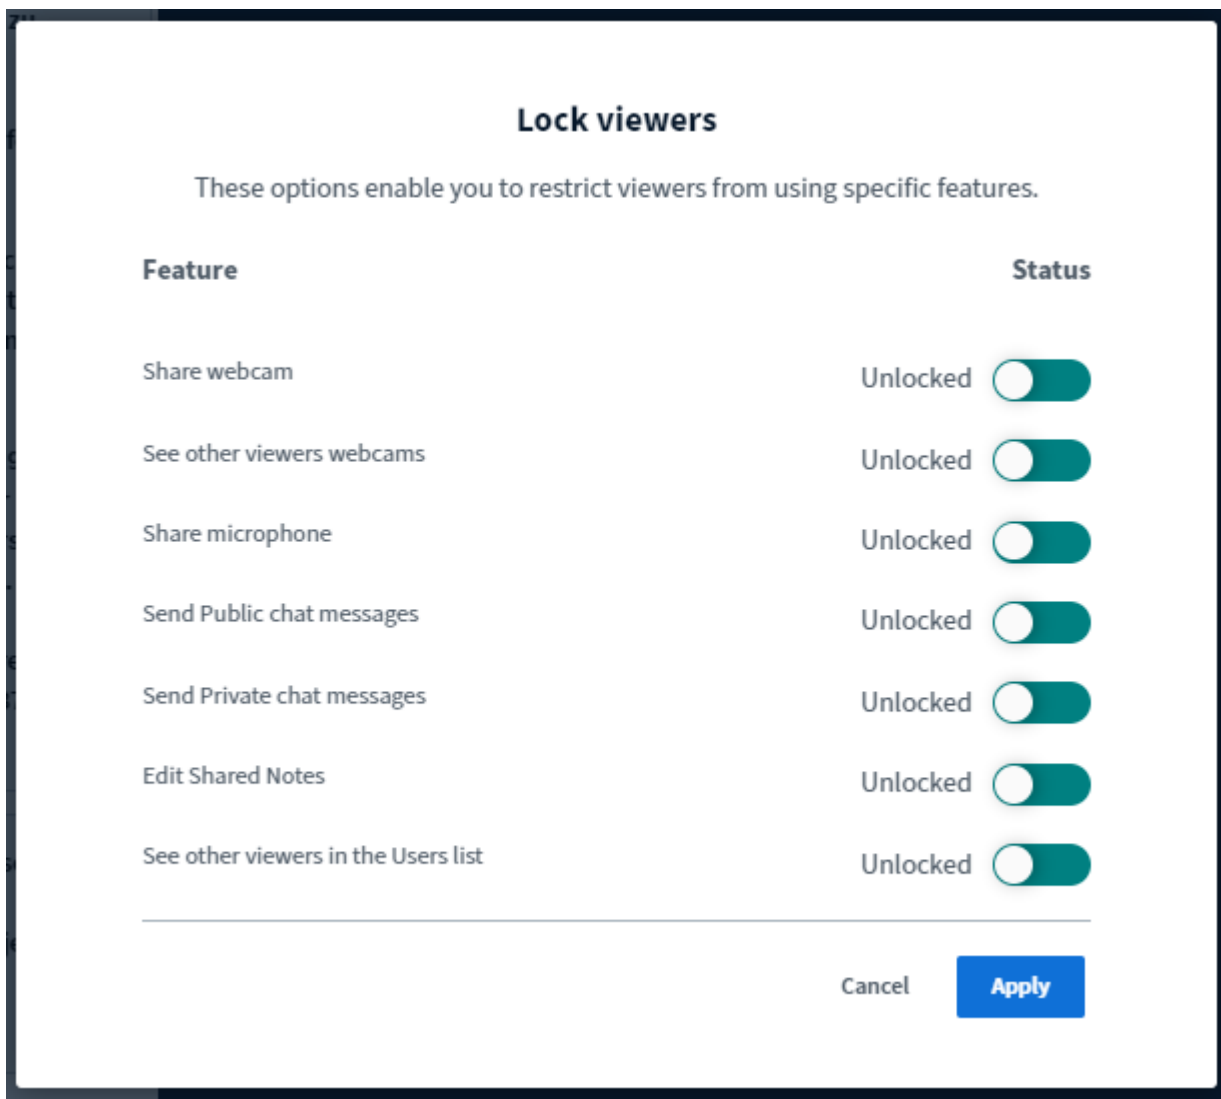 Lock viewers
These options enable you to restrict viewers from using specific features.
Feature Status
Share webcam Unlocked
See other viewers webcams Unlocked
Share microphone Unlocked
Send Public chat messages Unlocked
Send Private chat messages Unlocked
Edit Shared Notes Unlocked
See other viewers in the Users list Unlocked
Cancel Apply